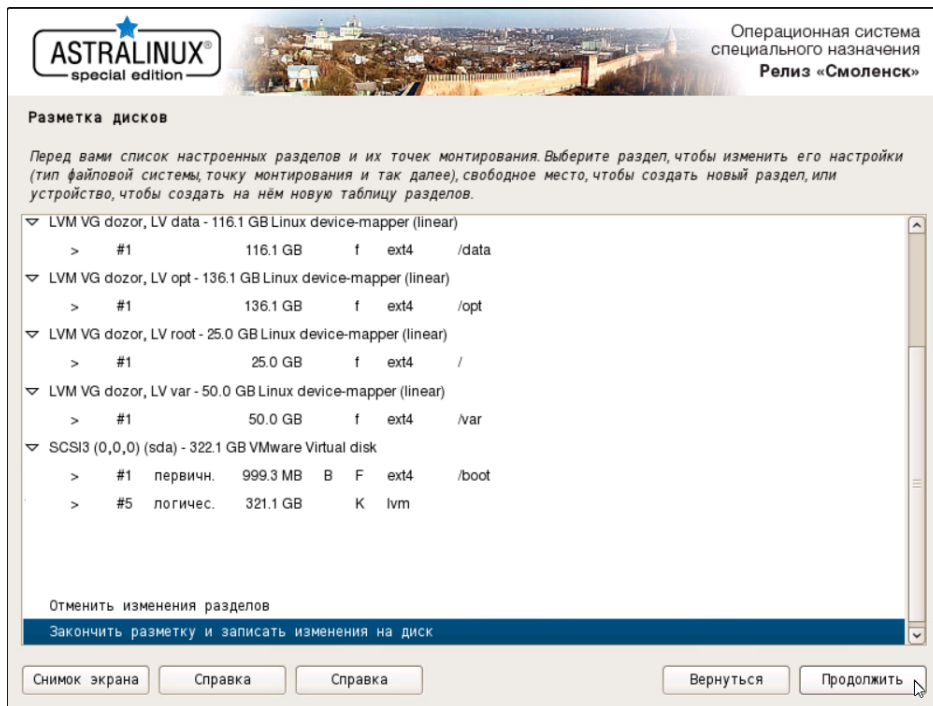 ASTRALINUX®
special edition
Операционная система
специального назначения
Релиз «Смоленск»
Разметка дисков
Перед вами список настроенных разделов и их точек монтирования. Выберите раздел, чтобы изменить его настройки
(тип файловой системы, точку монтирования и так далее), свободное место, чтобы создать новый раздел, или
устройство, чтобы создать на нём новую таблицу разделов.
LVM VG dozor, LV data - 116.1 GB Linux device-mapper (linear)
> #1 116.1 GB f ext4 /data
LVM VG dozor, LV opt - 136.1 GB Linux device-mapper (linear)
> #1 136.1 GB f ext4 /opt
LVM VG dozor, LV root - 25.0 GB Linux device-mapper (linear)
> #1 25.0 GB f ext4 /
LVM VG dozor, LV var - 50.0 GB Linux device-mapper (linear)
> #1 50.0 GB f ext4 /var
SCSI3 (0,0,0) (sda) - 322.1 GB VMware Virtual disk
> #1 первичн. 999.3 MB B F ext4 /boot
> #5 логичес. 321.1 GB K lvm
Отменить изменения разделов
Закончить разметку и записать изменения на диск
Снимок экрана Справка Справка Вернуться Продолжить